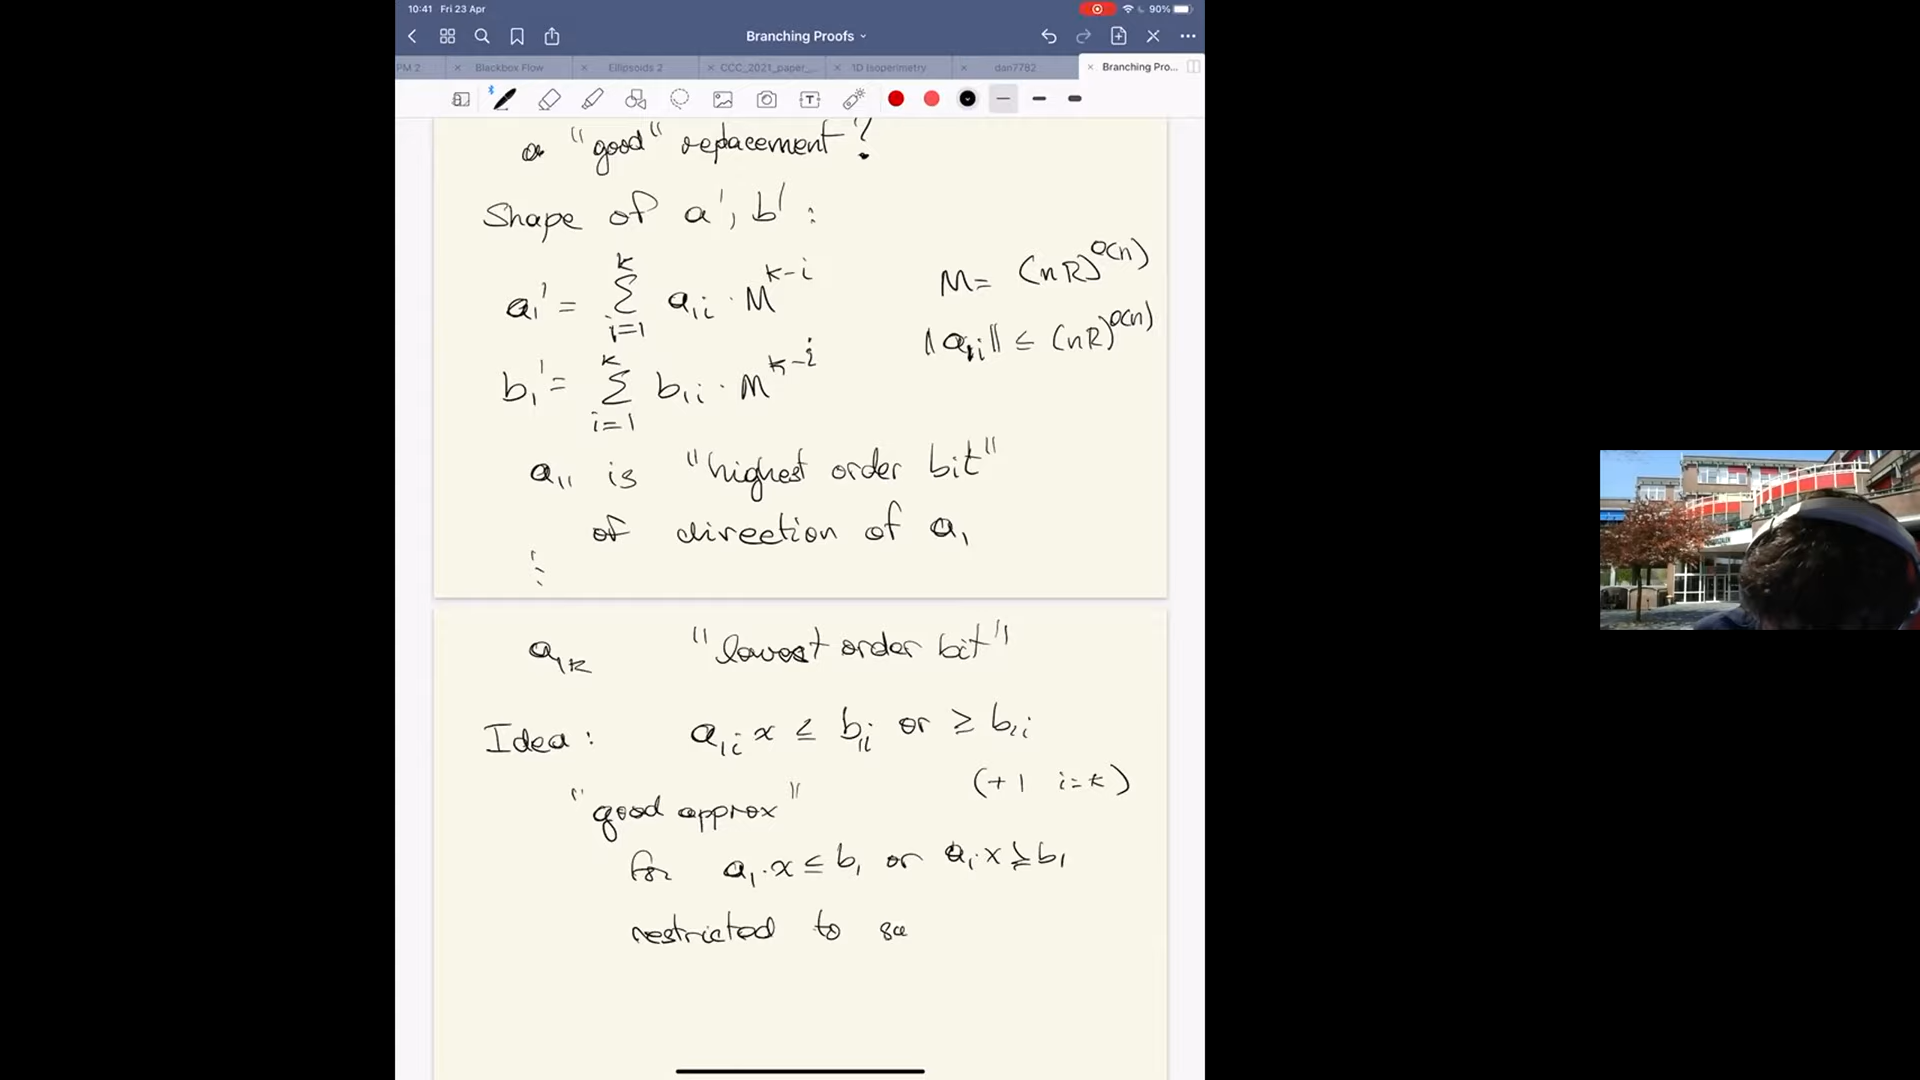 10:41 Fri 23 Apr
90%
Branching Proofs
PM 2
Blackbox Flow
Ellipsoids 2
CCC_2021_paper_...
1D Isoperimetry
dan7782
Branching Pro...
a "good" replacement?
Shape of a', b' :
a₁' = Σ_{i=1}^{k} a₁ᵢ · M^{k-i}
M = (nR)^{O(n)}
‖a₁ᵢ‖ ≤ (nR)^{O(n)}
b₁' = Σ_{i=1}^{k} b₁ᵢ · M^{k-i}
a₁₁ is "highest order bit"
of direction of a₁
⋮
a₁ₖ "lowest order bit"
Idea : a₁ᵢ x ≤ b₁ᵢ or ≥ b₁ᵢ
(+1 i=k)
"good approx"
for a₁·x ≤ b₁ or a₁·x ≥ b₁
restricted to